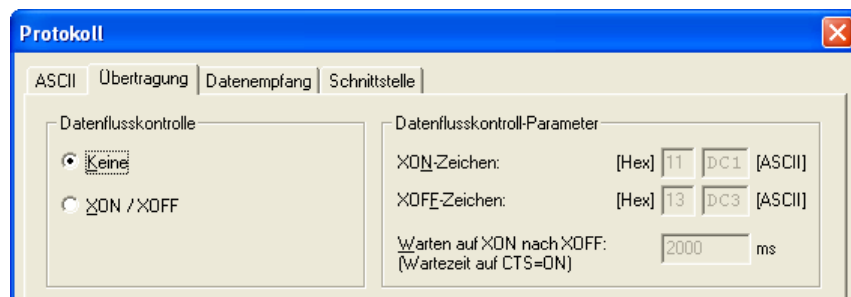 Protokoll
ASCII Übertragung Datenempfang Schnittstelle
Datenflusskontrolle
Keine
XON / XOFF
Datenflusskontroll-Parameter
XON-Zeichen: [Hex] 11 DC1 [ASCII]
XOFF-Zeichen: [Hex] 13 DC3 [ASCII]
Warten auf XON nach XOFF: 2000 ms
(Wartezeit auf CTS=ON)